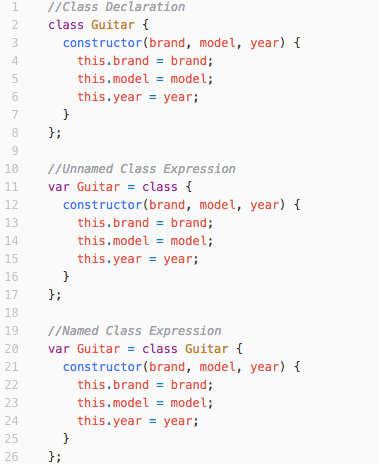 1 //Class Declaration
2 class Guitar {
3   constructor(brand, model, year) {
4     this.brand = brand;
5     this.model = model;
6     this.year = year;
7   }
8 };
9
10 //Unnamed Class Expression
11 var Guitar = class {
12   constructor(brand, model, year) {
13     this.brand = brand;
14     this.model = model;
15     this.year = year;
16   }
17 };
18
19 //Named Class Expression
20 var Guitar = class Guitar {
21   constructor(brand, model, year) {
22     this.brand = brand;
23     this.model = model;
24     this.year = year;
25   }
26 };